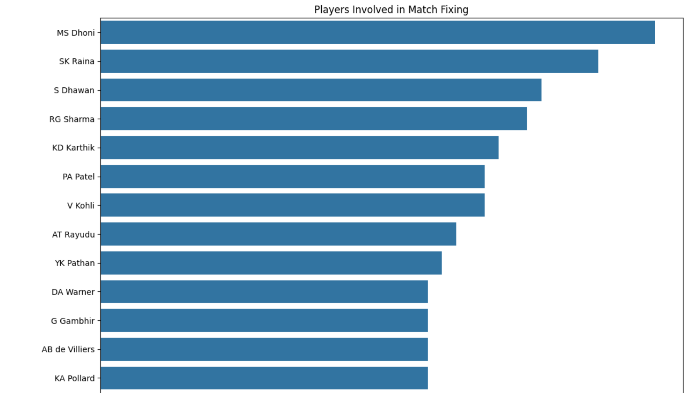 Players Involved in Match Fixing
MS Dhoni
SK Raina
S Dhawan
RG Sharma
KD Karthik
PA Patel
V Kohli
AT Rayudu
YK Pathan
DA Warner
G Gambhir
AB de Villiers
KA Pollard